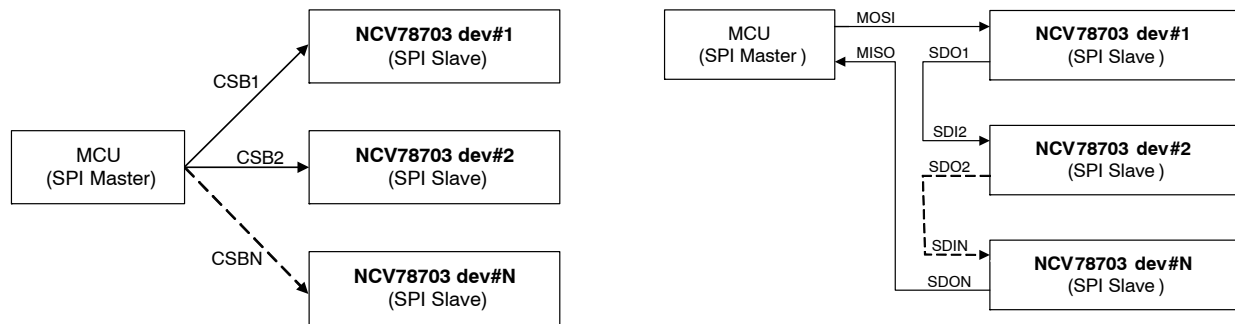 NCV78703 dev#1
(SPI Slave)
CSB1
MCU
(SPI Master)
CSB2
NCV78703 dev#2
(SPI Slave)
CSBN
NCV78703 dev#N
(SPI Slave)
MCU
(SPI Master )
MOSI
MISO
NCV78703 dev#1
(SPI Slave )
SDO1
SDI2
NCV78703 dev#2
(SPI Slave )
SDO2
SDIN
NCV78703 dev#N
(SPI Slave )
SDON